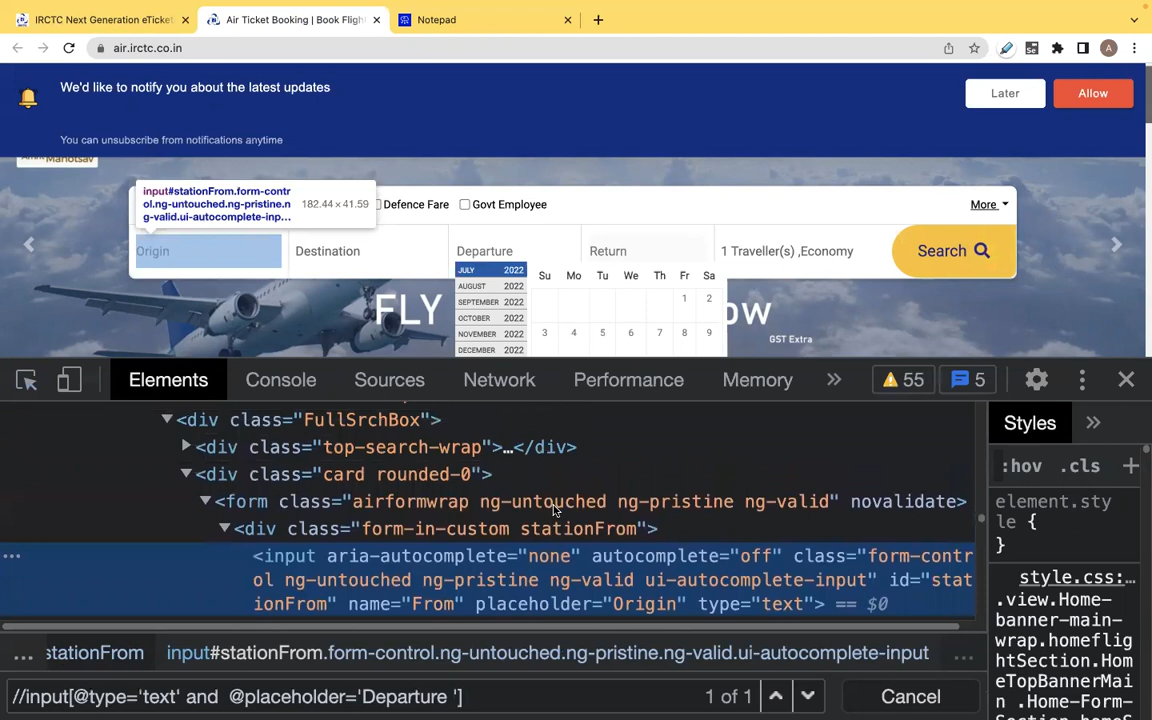 IRCTC Next Generation eTicket
Air Ticket Booking | Book Fligh
Notepad
air.irctc.co.in
A
We'd like to notify you about the latest updates
Later
Allow
You can unsubscribe from notifications anytime
Mahotsav
input#stationFrom.form-contr
ol.ng-untouched.ng-pristine.n
g-valid.ui-autocomplete-inp...
182.44 × 41.59
Defence Fare
Govt Employee
More
Origin
Destination
Departure
Return
1 Traveller(s) ,Economy
Search
JULY 2022
AUGUST 2022
SEPTEMBER 2022
OCTOBER 2022
NOVEMBER 2022
DECEMBER 2022
Su Mo Tu We Th Fr Sa
1 2
3 4 5 6 7 8 9
FLY
ow
GST Extra
Elements
Console
Sources
Network
Performance
Memory
»
55
5
<div class="FullSrchBox">
<div class="top-search-wrap">…</div>
<div class="card rounded-0">
<form class="airformwrap ng-untouched ng-pristine ng-valid" novalidate>
<div class="form-in-custom stationFrom">
<input aria-autocomplete="none" autocomplete="off" class="form-contr
ol ng-untouched ng-pristine ng-valid ui-autocomplete-input" id="stat
ionFrom" name="From" placeholder="Origin" type="text"> == $0
... stationFrom input#stationFrom.form-control.ng-untouched.ng-pristine.ng-valid.ui-autocomplete-input ...
//input[@type='text' and  @placeholder='Departure ']
1 of 1
Cancel
Styles
»
:hov .cls +
element.sty
le {
}
style.css:…
.view.Home-
banner-main-
wrap.homeflig
htSection.Hom
eTopBannerMai
n .Home-Form-